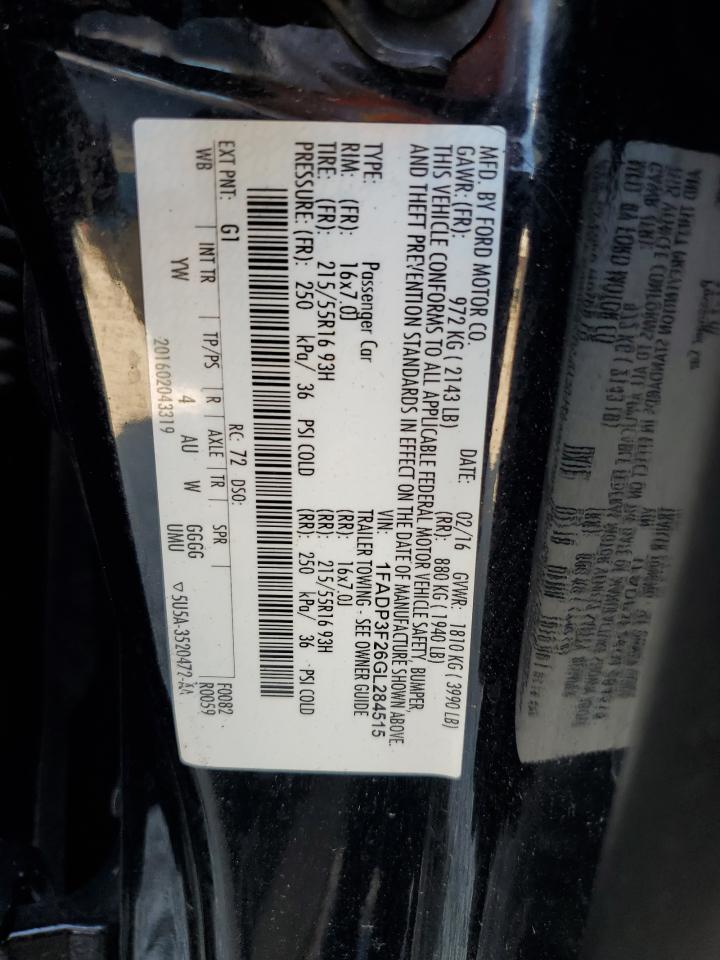 MFD. BY FORD MOTOR CO.
DATE: 02/16 GVWR: 1810 KG ( 3990 LB)
GAWR: (FR): 972 KG ( 2143 LB) (RR): 880 KG ( 1940 LB)
THIS VEHICLE CONFORMS TO ALL APPLICABLE FEDERAL MOTOR VEHICLE SAFETY, BUMPER,
AND THEFT PREVENTION STANDARDS IN EFFECT ON THE DATE OF MANUFACTURE SHOWN ABOVE.
VIN: 1FADP3F26GL284515
TYPE: Passenger Car TRAILER TOWING - SEE OWNER GUIDE
RIM: (FR): 16x7.0J (RR): 16x7.0J
TIRE: (FR): 215/55R16 93H (RR): 215/55R16 93H
PRESSURE: (FR): 250 kPa/ 36 PSI COLD (RR): 250 kPa/ 36 PSI COLD
RC: 72 DSO: F0082
EXT PNT: G1 R0059
WB INT TR TP/PS R AXLE TR SPR
YW 4 AU W GGGG ▽ 5U5A-3520472-AA
201602043319 UMU